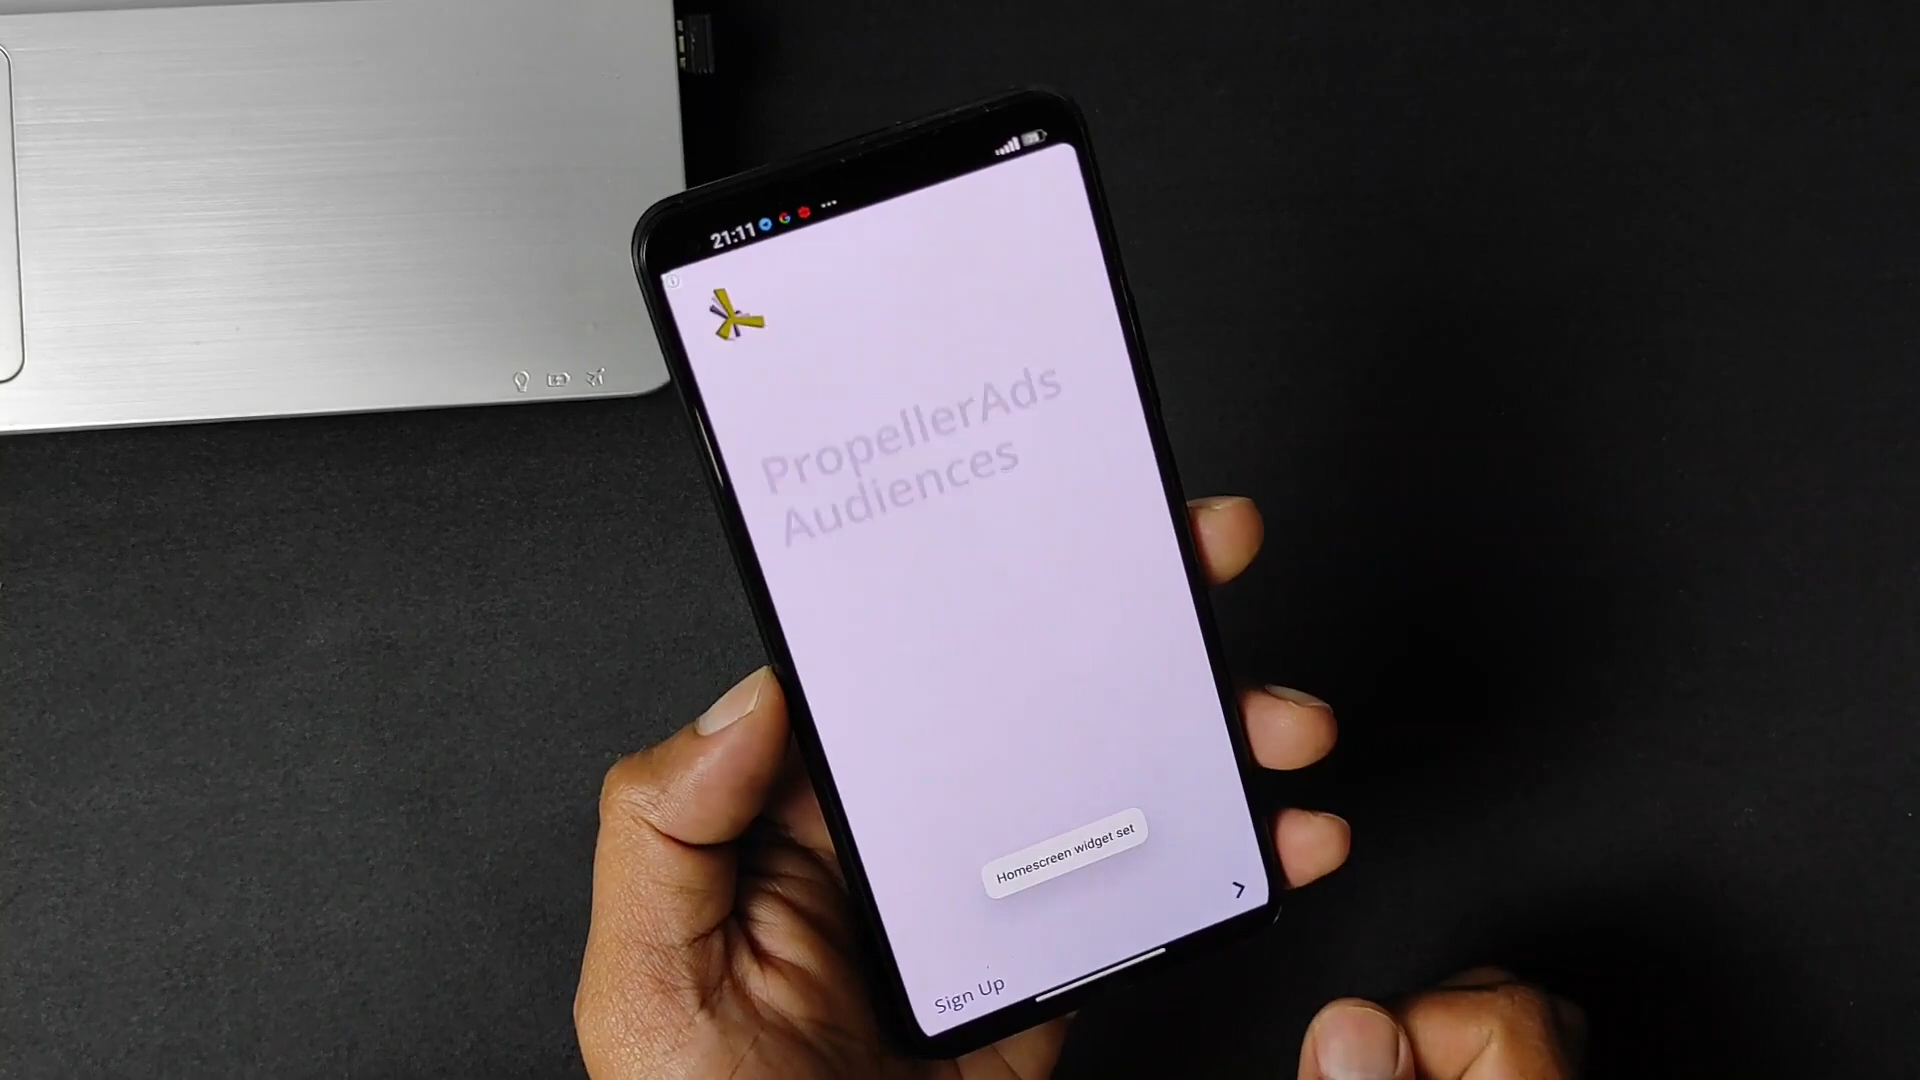 21:11
PropellerAds
Audiences
Homescreen widget set
Sign Up